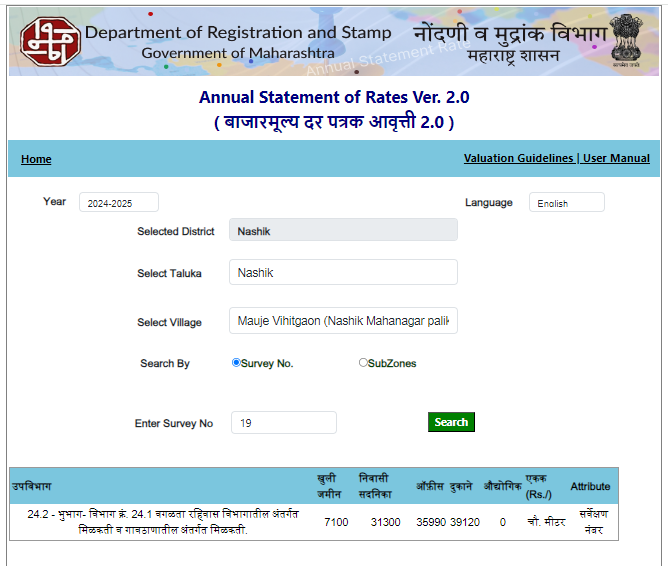 Department of Registration and Stamp
Government of Maharashtra
नोंदणी व मुद्रांक विभाग
महाराष्ट्र शासन
Annual Statement Rate
Annual Statement of Rates Ver. 2.0
( बाजारमूल्य दर पत्रक आवृत्ती 2.0 )
Home Valuation Guidelines | User Manual
Year 2024-2025 Language English
Selected District Nashik
Select Taluka Nashik
Select Village Mauje Vihitgaon (Nashik Mahanagar palik
Search By Survey No. SubZones
Enter Survey No 19 Search
उपविभाग खुली जमीन निवासी सदनिका ऑफ़ीस दुकाने औद्योगिक एकक (Rs./) Attribute
24.2 - भुभाग- विभाग क्रं. 24.1 वगळता रहिवास विभागातील अंतर्गत
मिळकती व गावठाणातील अंतर्गत मिळकती. 7100 31300 35990 39120 0 चौ. मीटर सर्वेक्षण नंबर